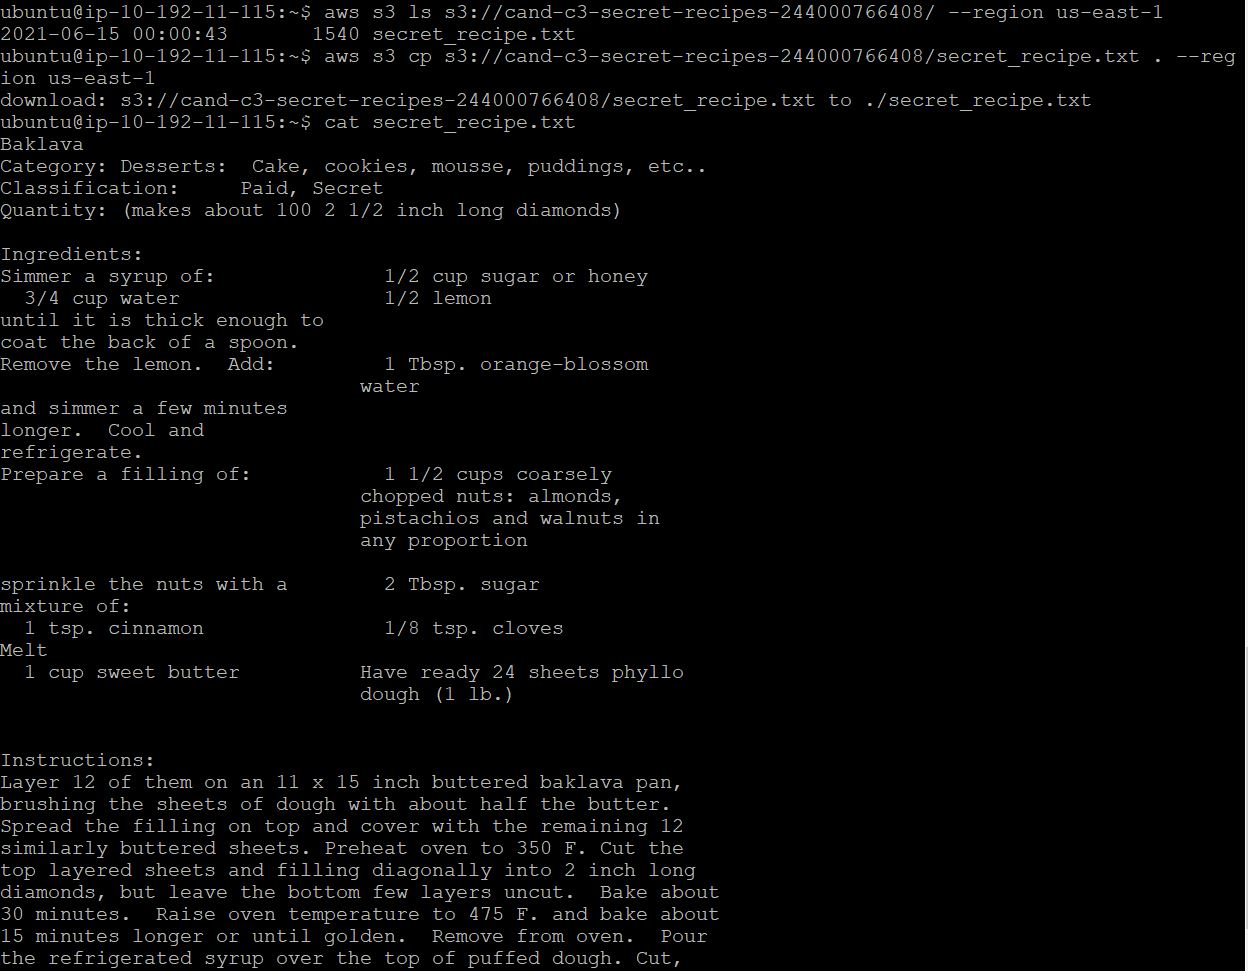 ubuntu@ip-10-192-11-115:~$ aws s3 ls s3://cand-c3-secret-recipes-244000766408/ --region us-east-1
2021-06-15 00:00:43       1540 secret_recipe.txt
ubuntu@ip-10-192-11-115:~$ aws s3 cp s3://cand-c3-secret-recipes-244000766408/secret_recipe.txt . --reg
ion us-east-1
download: s3://cand-c3-secret-recipes-244000766408/secret_recipe.txt to ./secret_recipe.txt
ubuntu@ip-10-192-11-115:~$ cat secret_recipe.txt
Baklava
Category: Desserts:  Cake, cookies, mousse, puddings, etc..
Classification:     Paid, Secret
Quantity: (makes about 100 2 1/2 inch long diamonds)

Ingredients:
Simmer a syrup of:              1/2 cup sugar or honey
  3/4 cup water                 1/2 lemon
until it is thick enough to
coat the back of a spoon.
Remove the lemon.  Add:         1 Tbsp. orange-blossom
                              water
and simmer a few minutes
longer.  Cool and
refrigerate.
Prepare a filling of:           1 1/2 cups coarsely
                              chopped nuts: almonds,
                              pistachios and walnuts in
                              any proportion

sprinkle the nuts with a        2 Tbsp. sugar
mixture of:
  1 tsp. cinnamon               1/8 tsp. cloves
Melt
  1 cup sweet butter          Have ready 24 sheets phyllo
                              dough (1 lb.)

Instructions:
Layer 12 of them on an 11 x 15 inch buttered baklava pan,
brushing the sheets of dough with about half the butter.
Spread the filling on top and cover with the remaining 12
similarly buttered sheets. Preheat oven to 350 F. Cut the
top layered sheets and filling diagonally into 2 inch long
diamonds, but leave the bottom few layers uncut.  Bake about
30 minutes.  Raise oven temperature to 475 F. and bake about
15 minutes longer or until golden.  Remove from oven.  Pour
the refrigerated syrup over the top of puffed dough. Cut,